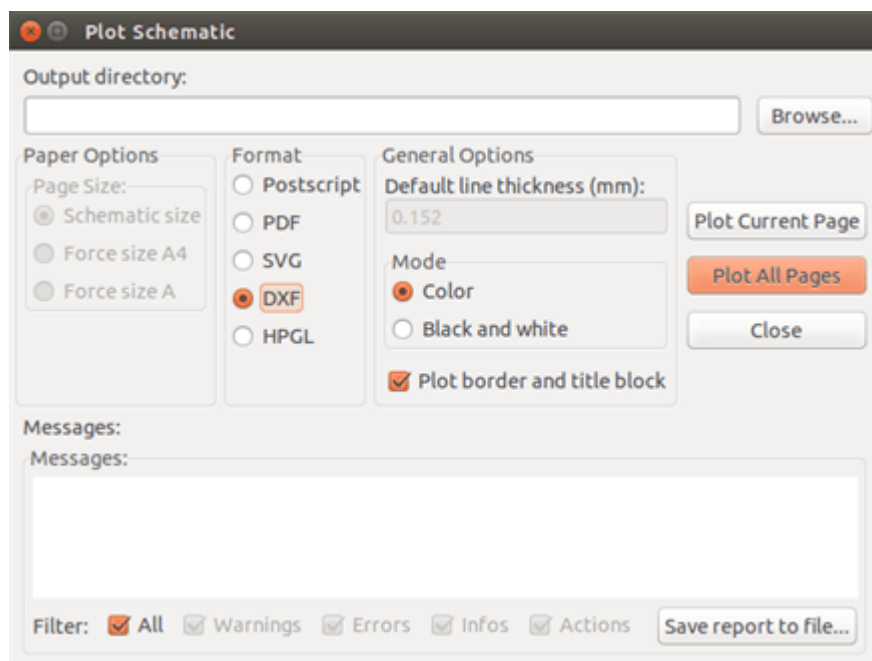 Plot Schematic
Output directory:
Browse...
Paper Options
Page Size:
Schematic size
Force size A4
Force size A
Format
Postscript
PDF
SVG
DXF
HPGL
General Options
Default line thickness (mm):
0.152
Mode
Color
Black and white
Plot border and title block
Plot Current Page
Plot All Pages
Close
Messages:
Messages:
Filter: All Warnings Errors Infos Actions Save report to file...